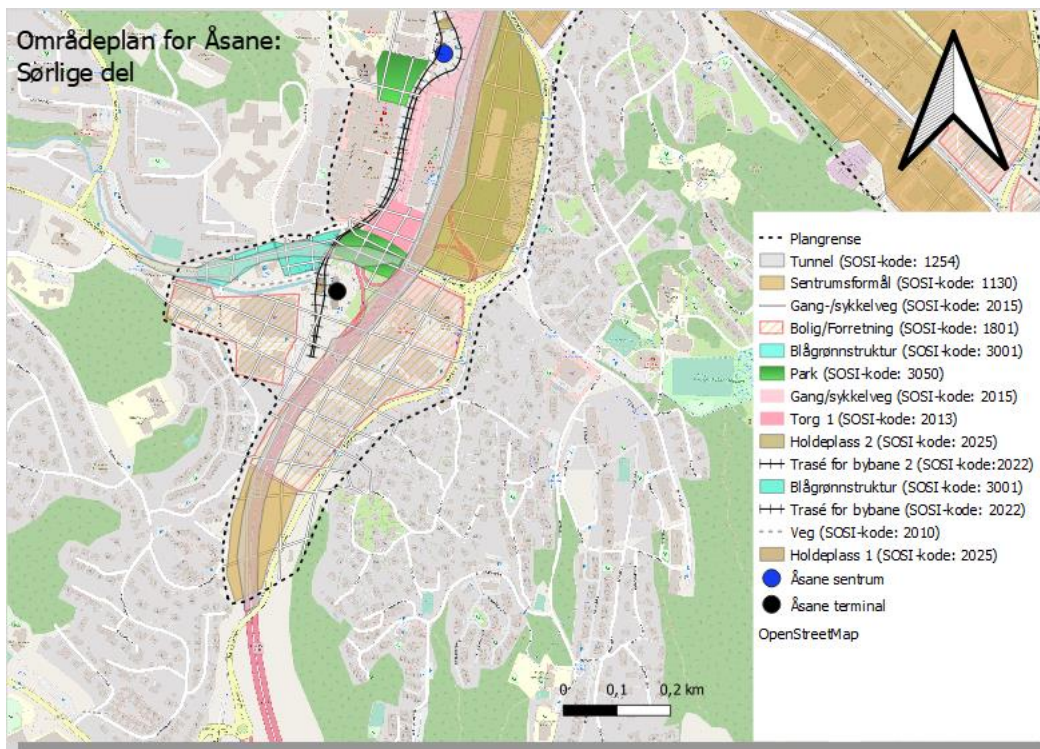 Områdeplan for Åsane:
Sørlige del
Plangrense
Tunnel (SOSI-kode: 1254)
Sentrumsformål (SOSI-kode: 1130)
Gang-/sykkelveg (SOSI-kode: 2015)
Bolig/Forretning (SOSI-kode: 1801)
Blågrønnstruktur (SOSI-kode: 3001)
Park (SOSI-kode: 3050)
Gang/sykkelveg (SOSI-kode: 2015)
Torg 1 (SOSI-kode: 2013)
Holdeplass 2 (SOSI-kode: 2025)
Trasé for bybane 2 (SOSI-kode:2022)
Blågrønnstruktur (SOSI-kode: 3001)
Trasé for bybane (SOSI-kode: 2022)
Veg (SOSI-kode: 2010)
Holdeplass 1 (SOSI-kode: 2025)
Åsane sentrum
Åsane terminal
OpenStreetMap
0 0,1 0,2 km